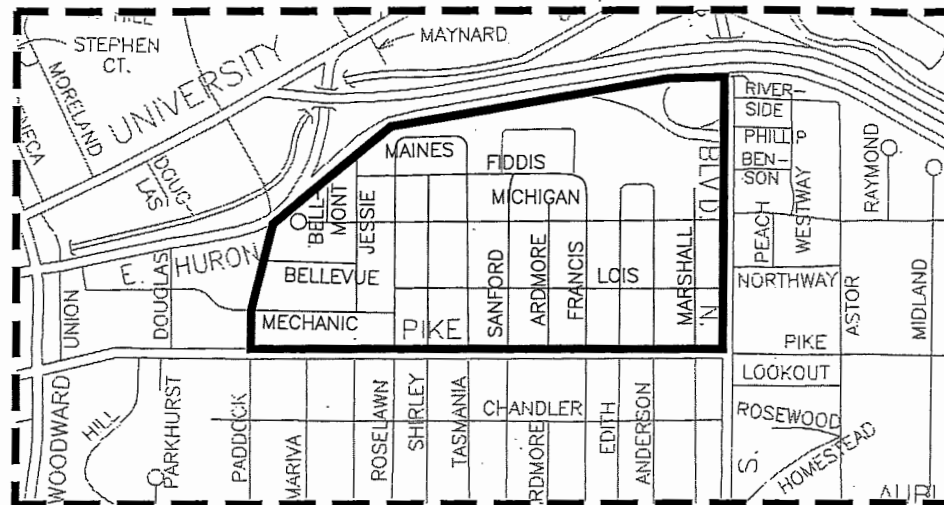 HILL
STEPHEN
CT.
MORELAND
UNIVERSITY
MAYNARD
DOUG-
LAS
MAINES
FIDDIS
MICHIGAN
BELL-
MONT
JESSIE
BLVD.
RIVER-
SIDE
PHILLIP
BEN-
SON
PEACH
WESTWAY
RAYMOND
E. HURON
BELLEVUE
MECHANIC
PIKE
SANFORD
ARDMORE
FRANCIS
LOIS
MARSHALL
N.
NORTHWAY
ASTOR
MIDLAND
UNION
DOUGLAS
PIKE
LOOKOUT
ROSEWOOD
HOMESTEAD
WOODWARD
HILL
PARKHURST
PADDOCK
MARIVA
ROSELAWN
SHIRLEY
TASMANIA
CHANDLER
RDMORE
EDITH
ANDERSON
S.